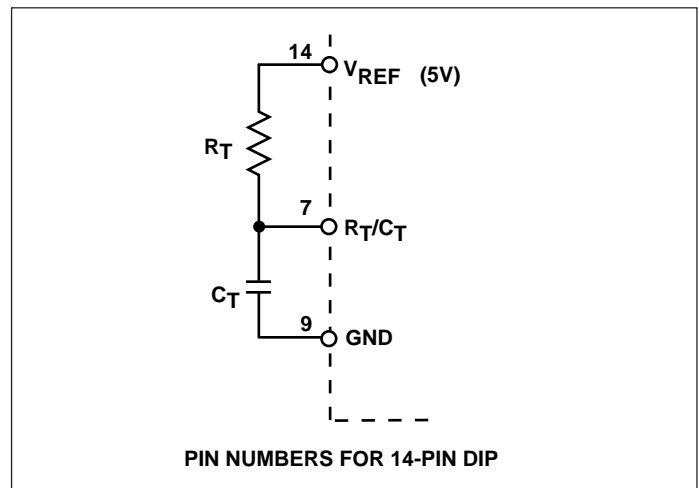 14
VREF (5V)
RT
7
RT/CT
CT
9
GND
PIN NUMBERS FOR 14-PIN DIP